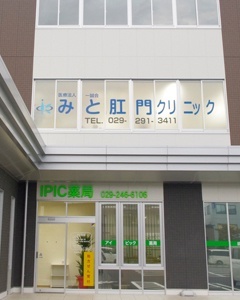 医療法人 一誠会
みと肛門クリニック
TEL. 029- 291- 3411
IPIC薬局 029-246-6106
アイ ピック 薬局